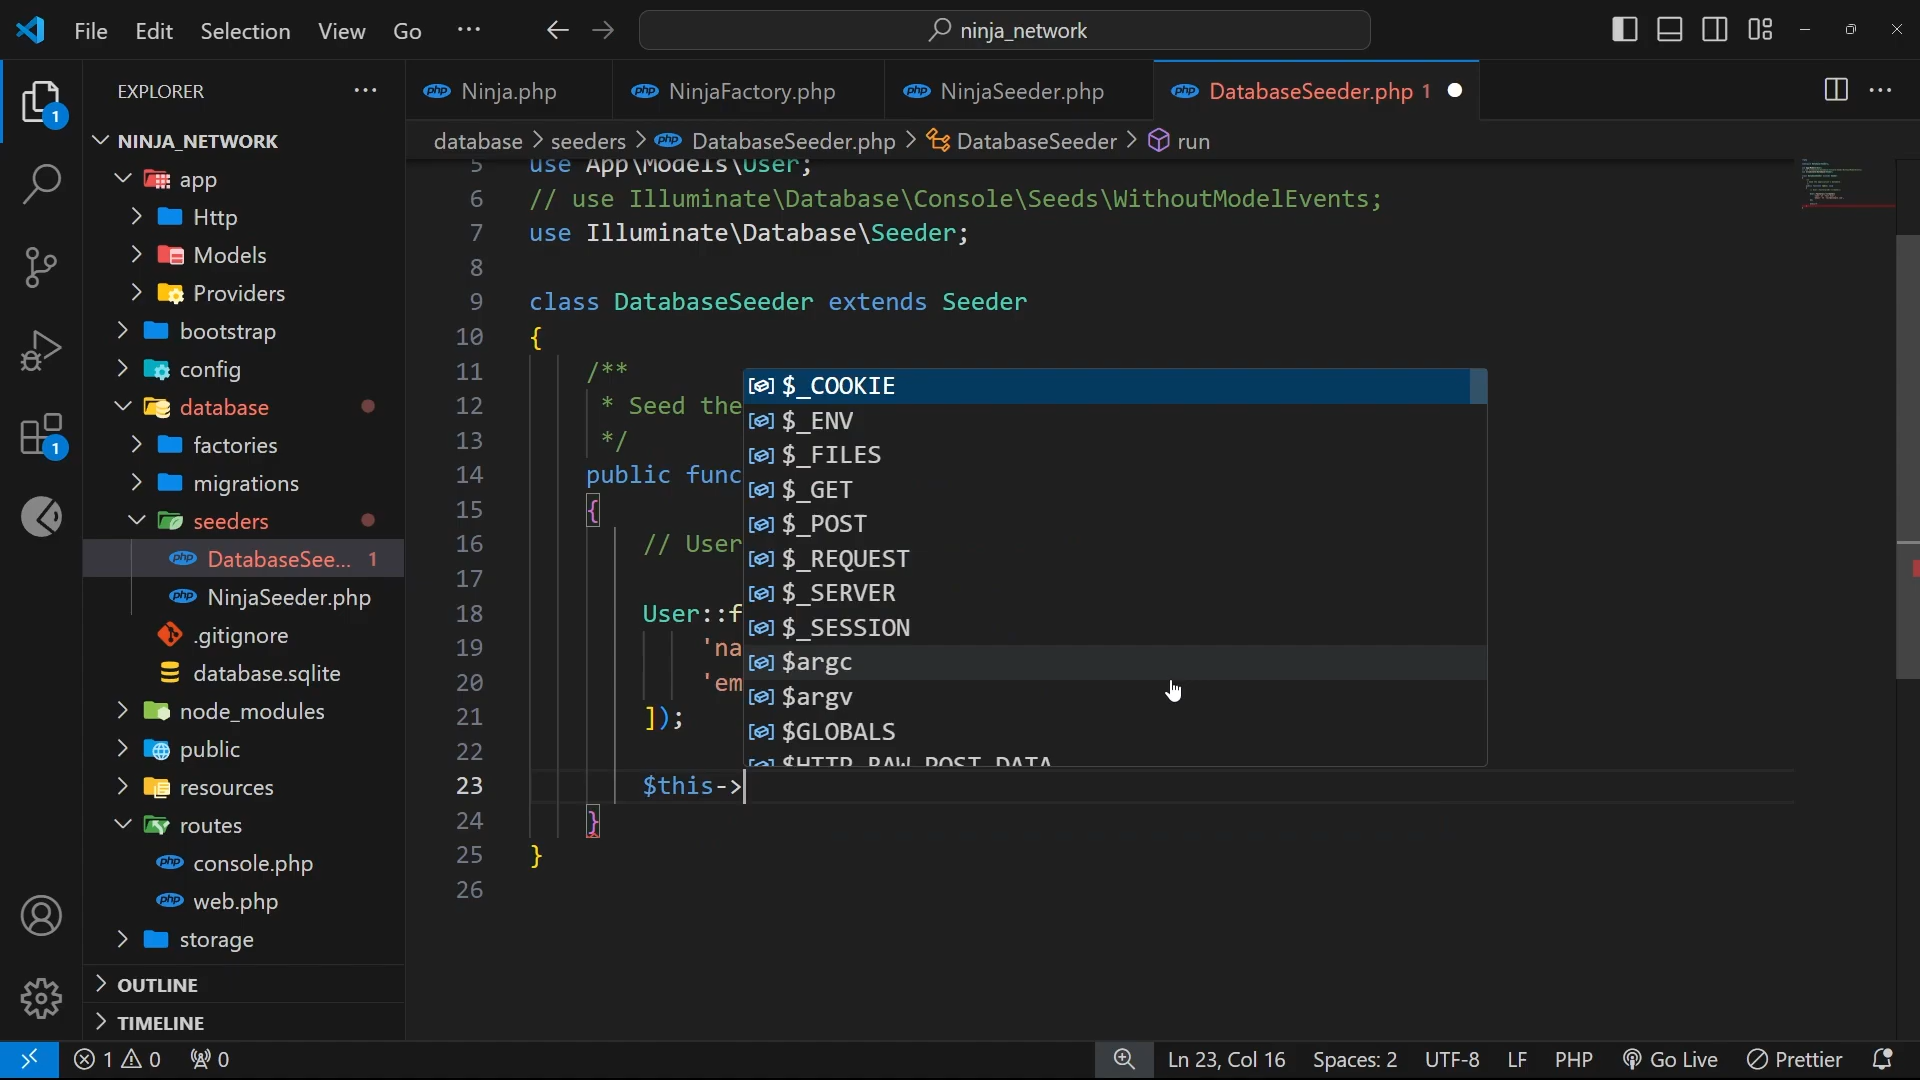 File Edit Selection View Go ··· ninja_network
EXPLORER ···
Ninja.php NinjaFactory.php NinjaSeeder.php DatabaseSeeder.php 1
database > seeders > DatabaseSeeder.php > DatabaseSeeder > run
NINJA_NETWORK
app
Http
Models
Providers
bootstrap
config
database
factories
migrations
seeders
DatabaseSee... 1
NinjaSeeder.php
.gitignore
database.sqlite
node_modules
public
resources
routes
console.php
web.php
storage
OUTLINE
TIMELINE
1
1
5 use App\Models\User;
6 // use Illuminate\Database\Console\Seeds\WithoutModelEvents;
7 use Illuminate\Database\Seeder;
8
9 class DatabaseSeeder extends Seeder
10 {
11 /**
12 * Seed the
13 */
14 public func
15 {
16 // User
17
18 User::f
19 'na
20 'em
21 ]);
22
23 $this->
24 }
25 }
26
$_COOKIE
$_ENV
$_FILES
$_GET
$_POST
$_REQUEST
$_SERVER
$_SESSION
$argc
$argv
$GLOBALS
$HTTP_RAW_POST_DATA
1 0 0 Ln 23, Col 16 Spaces: 2 UTF-8 LF PHP Go Live Prettier